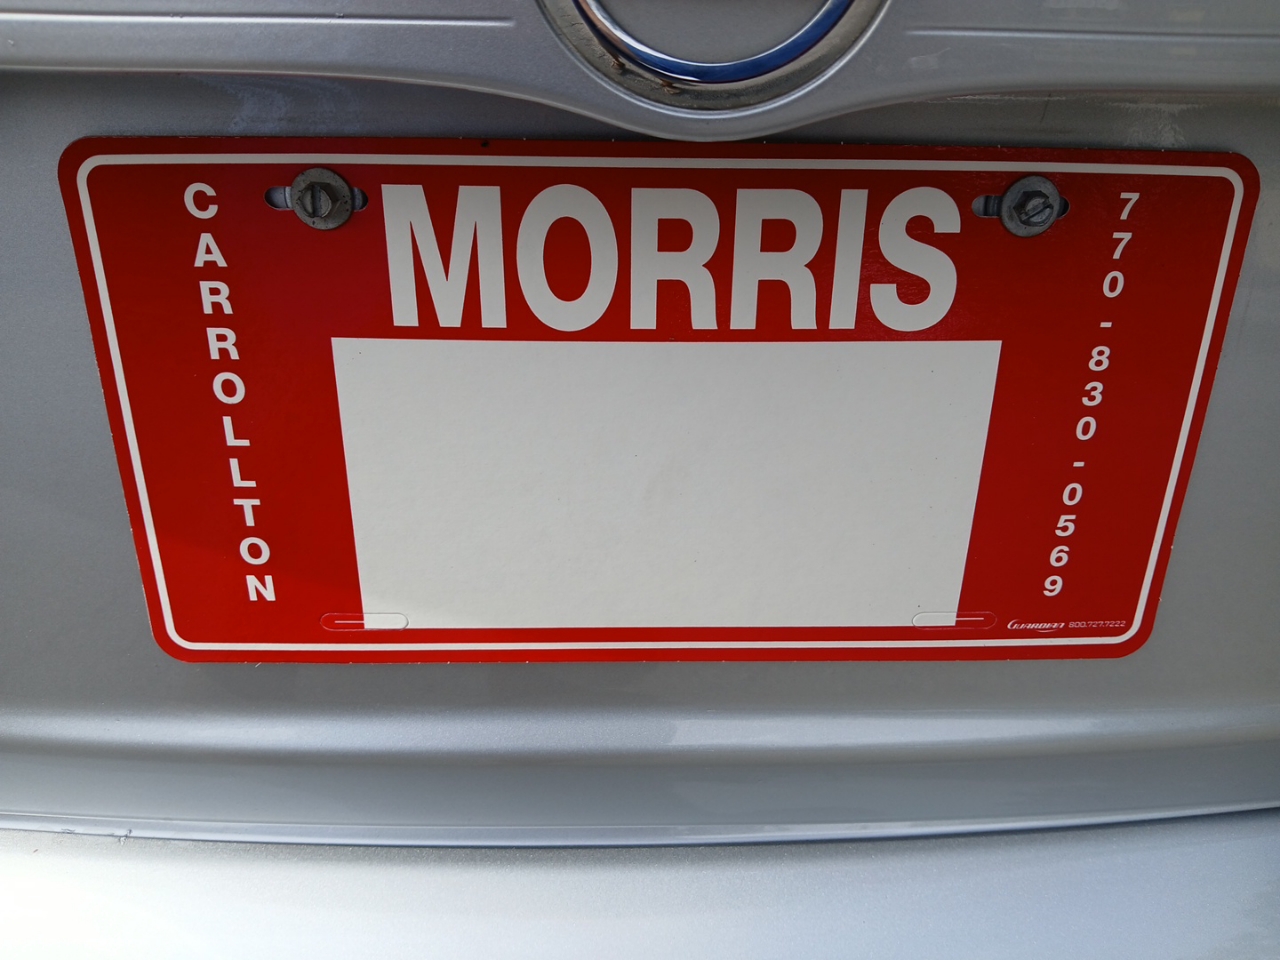 MORRIS
CARROLLTON
770-830-0569
GUARDIAN 800.727.7222